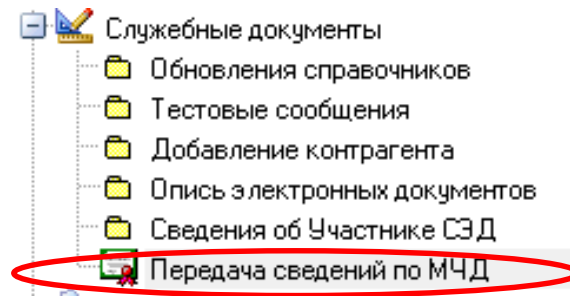 Служебные документы
Обновления справочников
Тестовые сообщения
Добавление контрагента
Опись электронных документов
Сведения об Участнике СЭД
Передача сведений по МЧД